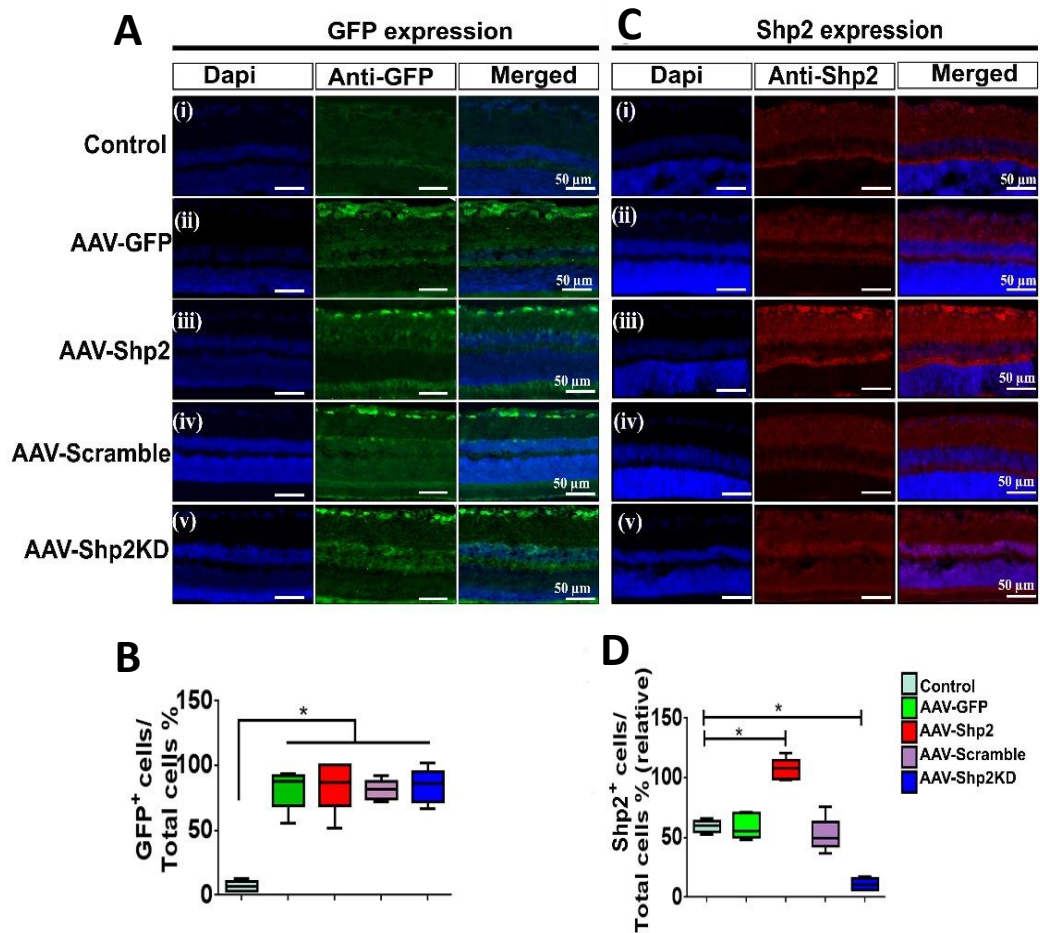 A
GFP expression
Dapi Anti-GFP Merged
C
Shp2 expression
Dapi Anti-Shp2 Merged
Control
(i)
50 µm
(i)
50 µm
AAV-GFP
(ii)
50 µm
(ii)
50 µm
AAV-Shp2
(iii)
50 µm
(iii)
50 µm
AAV-Scramble
(iv)
50 µm
(iv)
50 µm
AAV-Shp2KD
(v)
50 µm
(v)
50 µm
B
GFP+ cells/
Total cells %
150
100
50
0
*
D
Shp2+ cells/
Total cells % (relative)
150
100
50
0
*
*
Control
AAV-GFP
AAV-Shp2
AAV-Scramble
AAV-Shp2KD